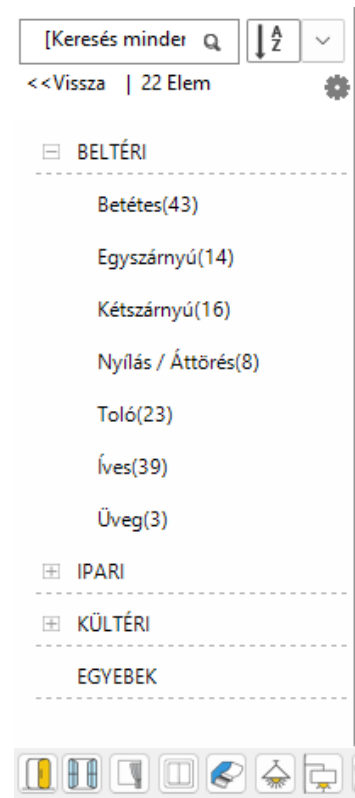 [Keresés minden
A
Z
<<Vissza | 22 Elem
BELTÉRI
Betétes(43)
Egyszárnyú(14)
Kétszárnyú(16)
Nyílás / Áttörés(8)
Toló(23)
Íves(39)
Üveg(3)
IPARI
KÜLTÉRI
EGYEBEK